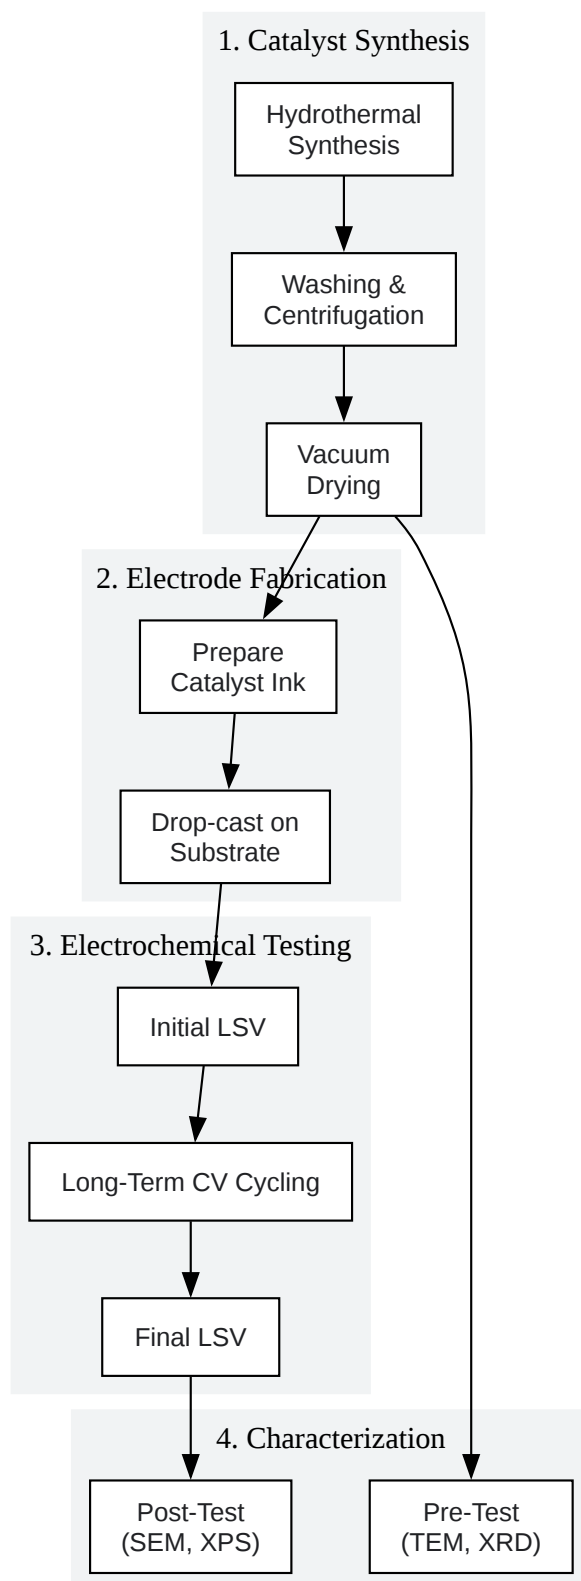 1. Catalyst Synthesis
Hydrothermal
Synthesis
Washing &
Centrifugation
Vacuum
Drying
2. Electrode Fabrication
Prepare
Catalyst Ink
Drop-cast on
Substrate
3. Electrochemical Testing
Initial LSV
Long-Term CV Cycling
Final LSV
4. Characterization
Post-Test
(SEM, XPS)
Pre-Test
(TEM, XRD)